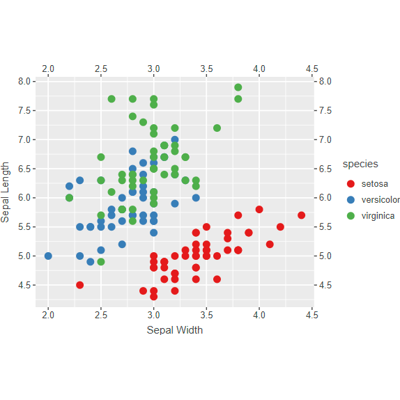 2.0 2.5 3.0 3.5 4.0 4.5
8.0 8.0
7.5 7.5
7.0 7.0
6.5 6.5
6.0 6.0
5.5 5.5
5.0 5.0
4.5 4.5
2.0 2.5 3.0 3.5 4.0 4.5
Sepal Width
Sepal Length
species
setosa
versicolor
virginica